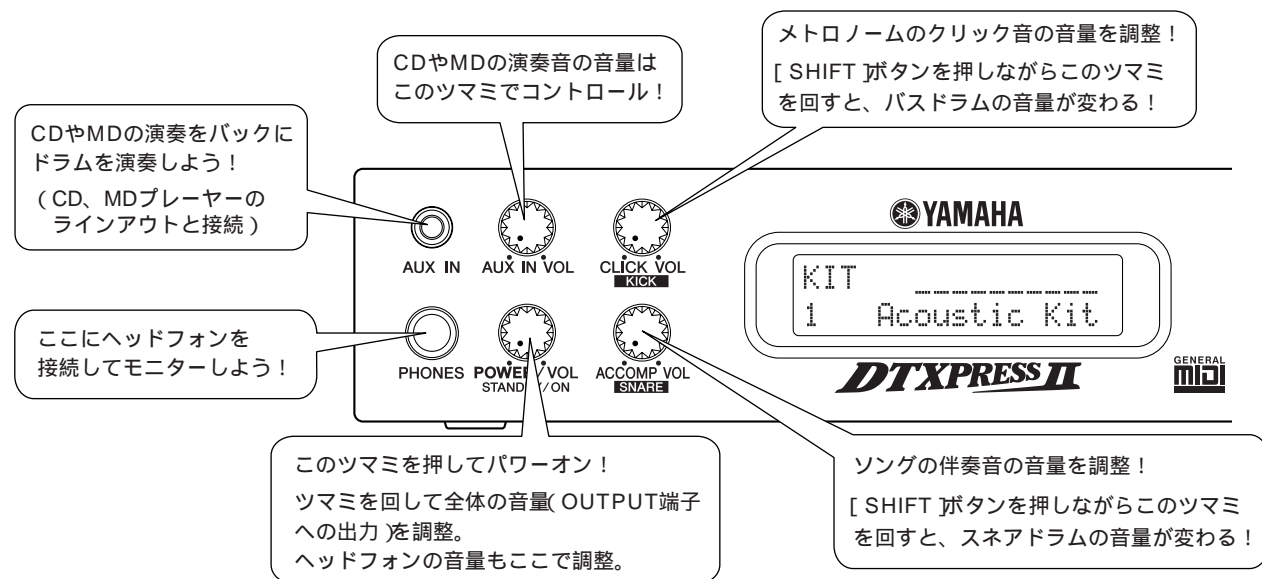 メトロノームのクリック音の音量を調整！
[ SHIFT ]ボタンを押しながらこのツマミ
を回すと、バスドラムの音量が変わる！
CDやMDの演奏音の音量は
このツマミでコントロール！
CDやMDの演奏をバックに
ドラムを演奏しよう！
( CD、MDプレーヤーの
ラインアウトと接続 )
YAMAHA
AUX IN
AUX IN VOL
CLICK VOL
KICK
KIT
1 Acoustic Kit
ここにヘッドフォンを
接続してモニターしよう！
PHONES
POWER/VOL
STANDBY/ON
ACCOMP VOL
SNARE
DTXPRESS II
GENERAL
MIDI
このツマミを押してパワーオン！
ツマミを回して全体の音量( OUTPUT端子
への出力 )を調整。
ヘッドフォンの音量もここで調整。
ソングの伴奏音の音量を調整！
[ SHIFT ]ボタンを押しながらこのツマミ
を回すと、スネアドラムの音量が変わる！